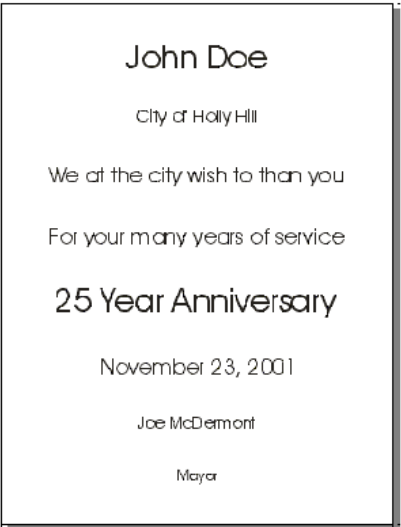 John Doe
City of Holly Hill
We at the city wish to than you
For your many years of service
25 Year Anniversary
November 23, 2001
Joe McDermont
Mayor